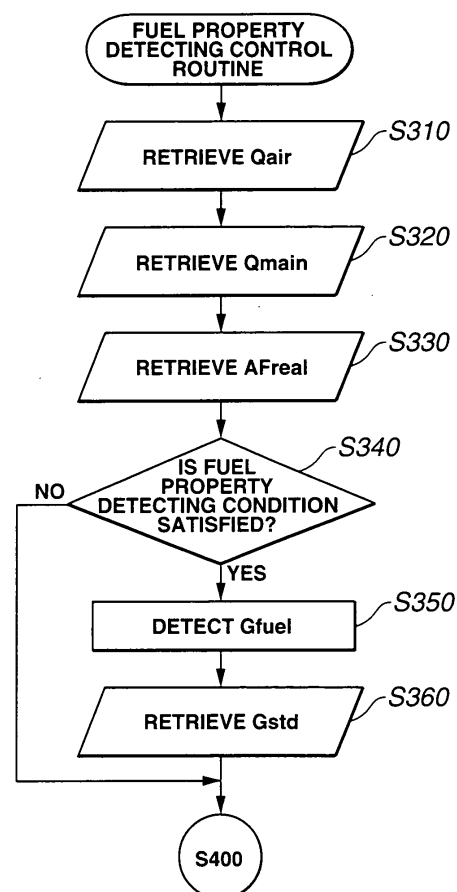 FUEL PROPERTY
DETECTING CONTROL
ROUTINE
RETRIEVE Qair
S310
RETRIEVE Qmain
S320
RETRIEVE AFreal
S330
S340
IS FUEL
PROPERTY
DETECTING CONDITION
SATISFIED?
NO
YES
DETECT Gfuel
S350
RETRIEVE Gstd
S360
S400